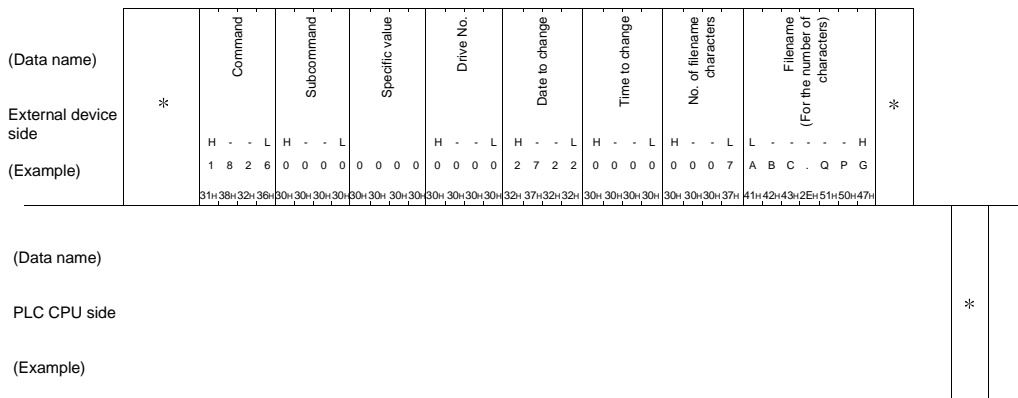 (Data name)
External device
side
(Example)
*
Command
H - - L
1 8 2 6
31H 38H 32H 36H
Subcommand
H - - L
0 0 0 0
30H 30H 30H 30H
Specific value
0 0 0 0
30H 30H 30H 30H
Drive No.
H - - L
0 0 0 0
30H 30H 30H 30H
Date to change
H - - L
2 7 2 2
32H 37H 32H 32H
Time to change
H - - L
0 0 0 0
30H 30H 30H 30H
No. of filename
characters
H - - L
0 0 0 7
30H 30H 30H 37H
Filename
(For the number of
characters)
L - - - - - H
A B C . Q P G
41H 42H 43H 2EH 51H 50H 47H
*
(Data name)
PLC CPU side
(Example)
*